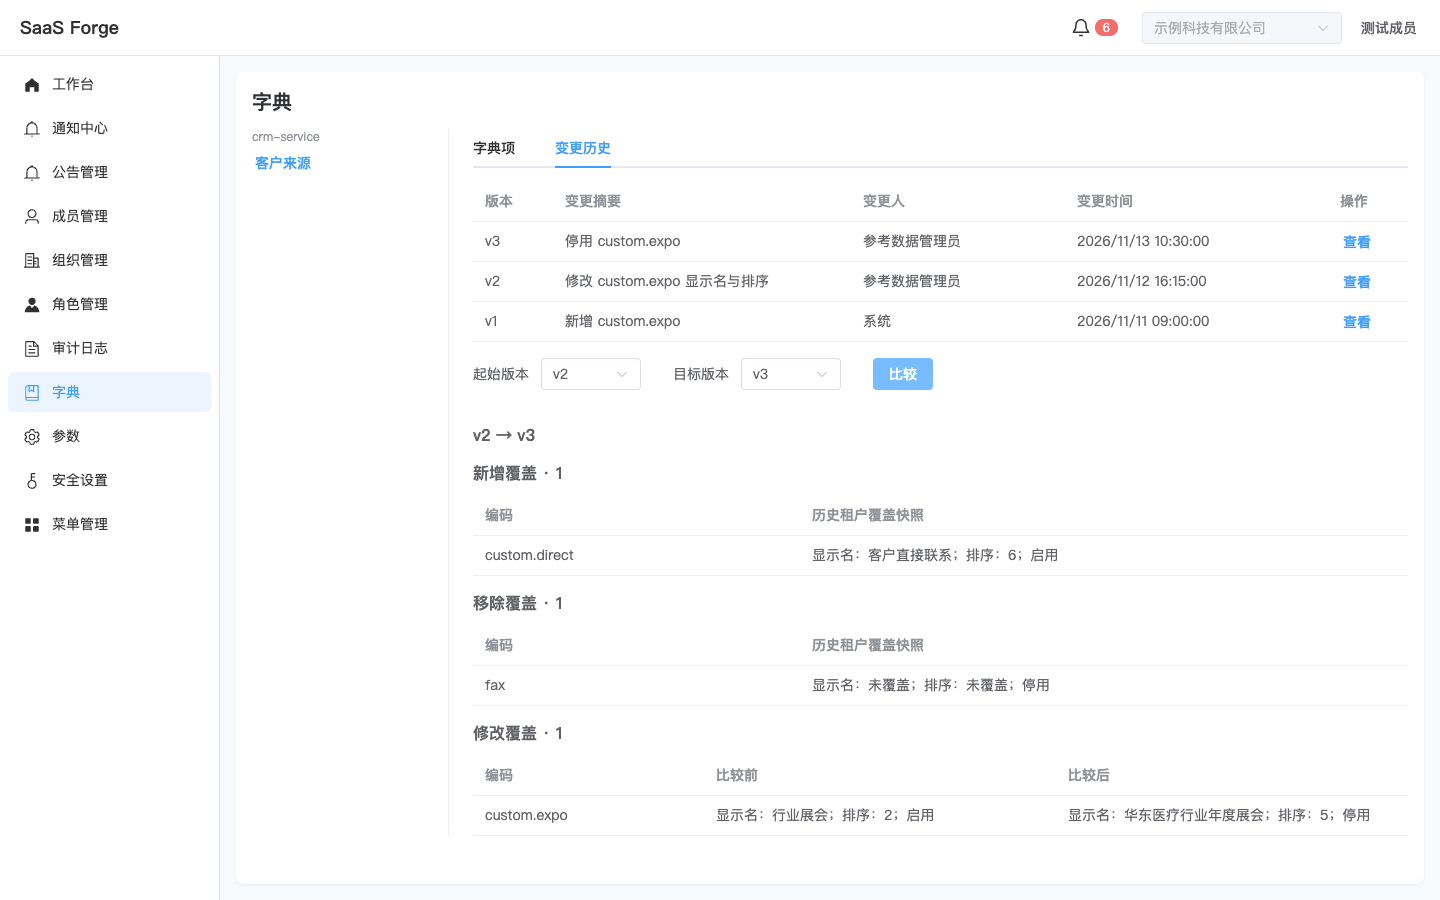 SaaS Forge
6
示例科技有限公司
测试成员
工作台
通知中心
公告管理
成员管理
组织管理
角色管理
审计日志
字典
参数
安全设置
菜单管理
字典
crm-service
客户来源
字典项 变更历史
版本 变更摘要 变更人 变更时间 操作
v3 停用 custom.expo 参考数据管理员 2026/11/13 10:30:00 查看
v2 修改 custom.expo 显示名与排序 参考数据管理员 2026/11/12 16:15:00 查看
v1 新增 custom.expo 系统 2026/11/11 09:00:00 查看
起始版本 v2 目标版本 v3 比较
v2 → v3
新增覆盖 · 1
编码 历史租户覆盖快照
custom.direct 显示名：客户直接联系；排序：6；启用
移除覆盖 · 1
编码 历史租户覆盖快照
fax 显示名：未覆盖；排序：未覆盖；停用
修改覆盖 · 1
编码 比较前 比较后
custom.expo 显示名：行业展会；排序：2；启用 显示名：华东医疗行业年度展会；排序：5；停用